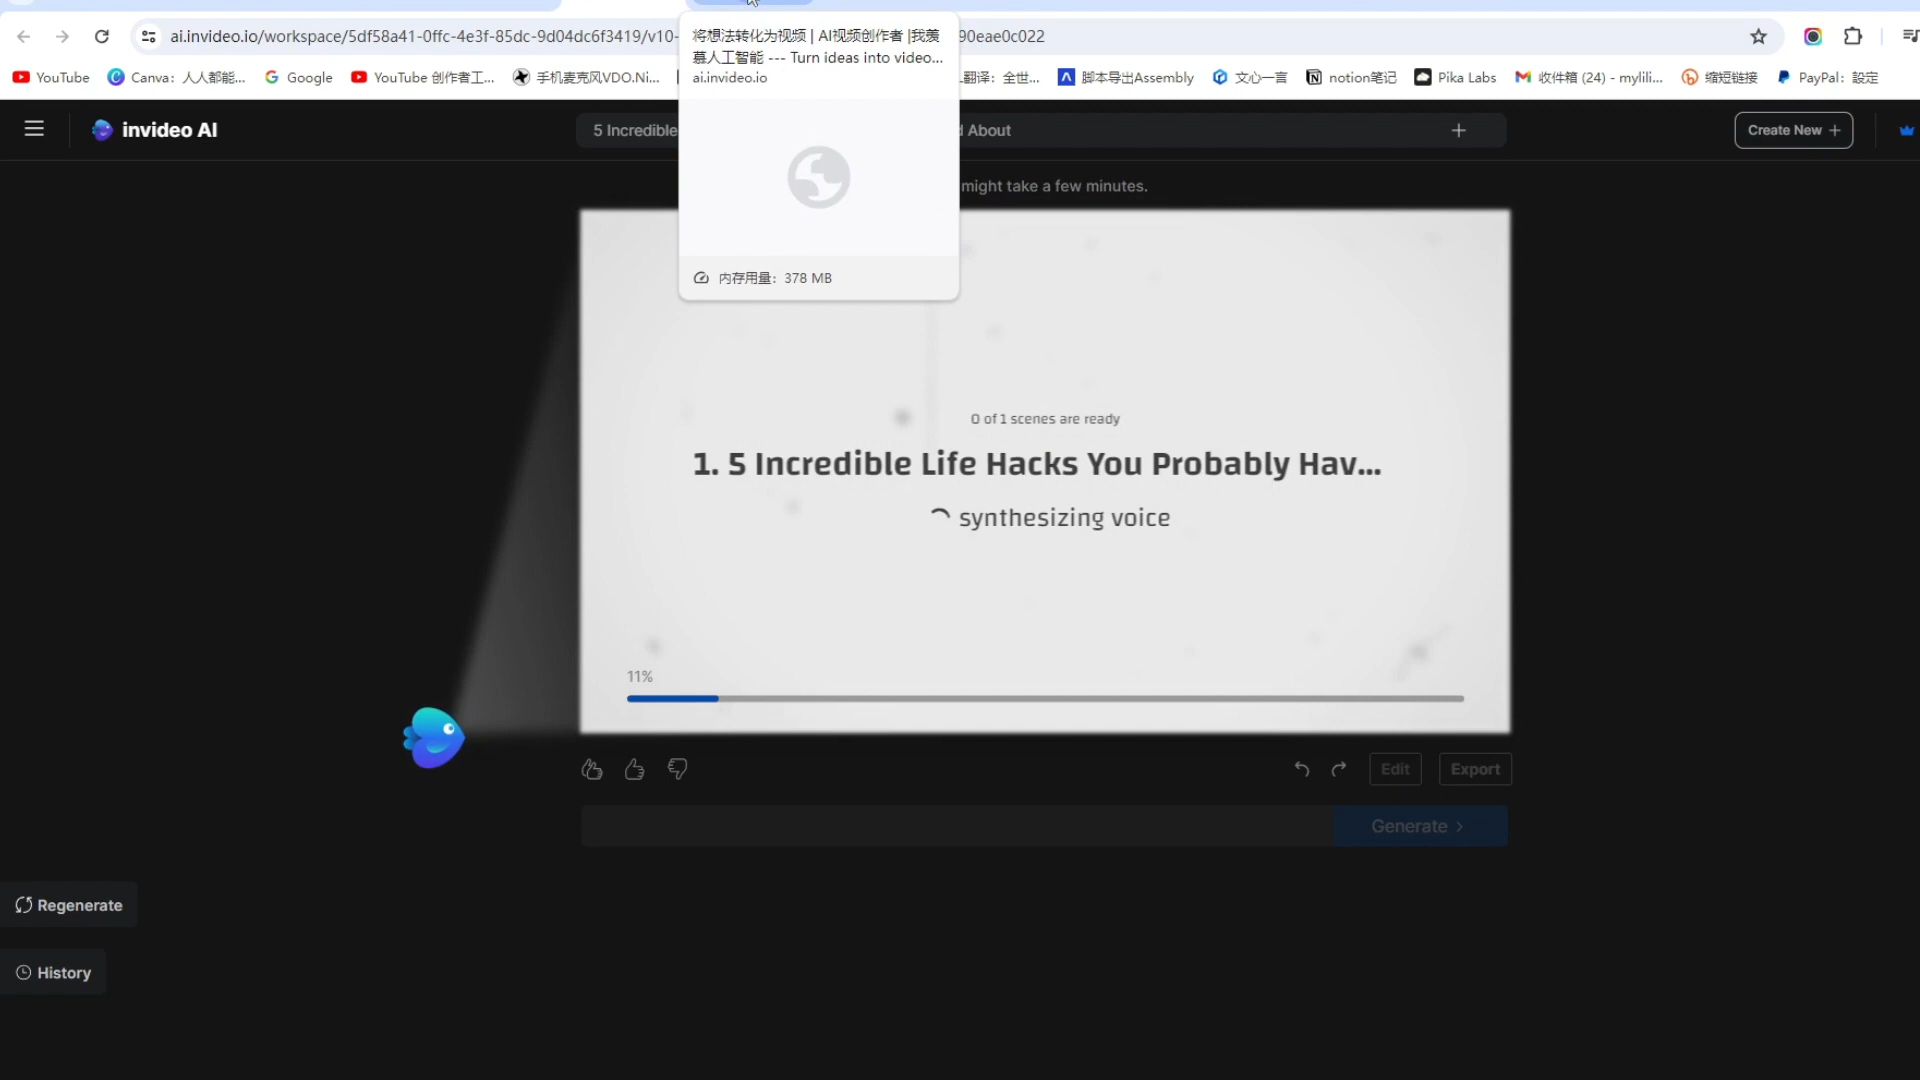 ai.invideo.io/workspace/5df58a41-0ffc-4e3f-85dc-9d04dc6f3419/v10-
90eae0c022
将想法转化为视频 | AI视频创作者 |我羡
慕人工智能 --- Turn ideas into video...
ai.invideo.io
YouTube
Canva：人人都能...
Google
YouTube 创作者工...
手机麦克风VDO.Ni...
翻译：全世...
脚本导出Assembly
文心一言
notion笔记
Pika Labs
收件箱 (24) - mylili...
缩短链接
PayPal：設定
invideo AI
5 Incredible
About
Create New
might take a few minutes.
内存用量：378 MB
0 of 1 scenes are ready
1. 5 Incredible Life Hacks You Probably Hav...
synthesizing voice
11%
Edit
Export
Generate
Regenerate
History